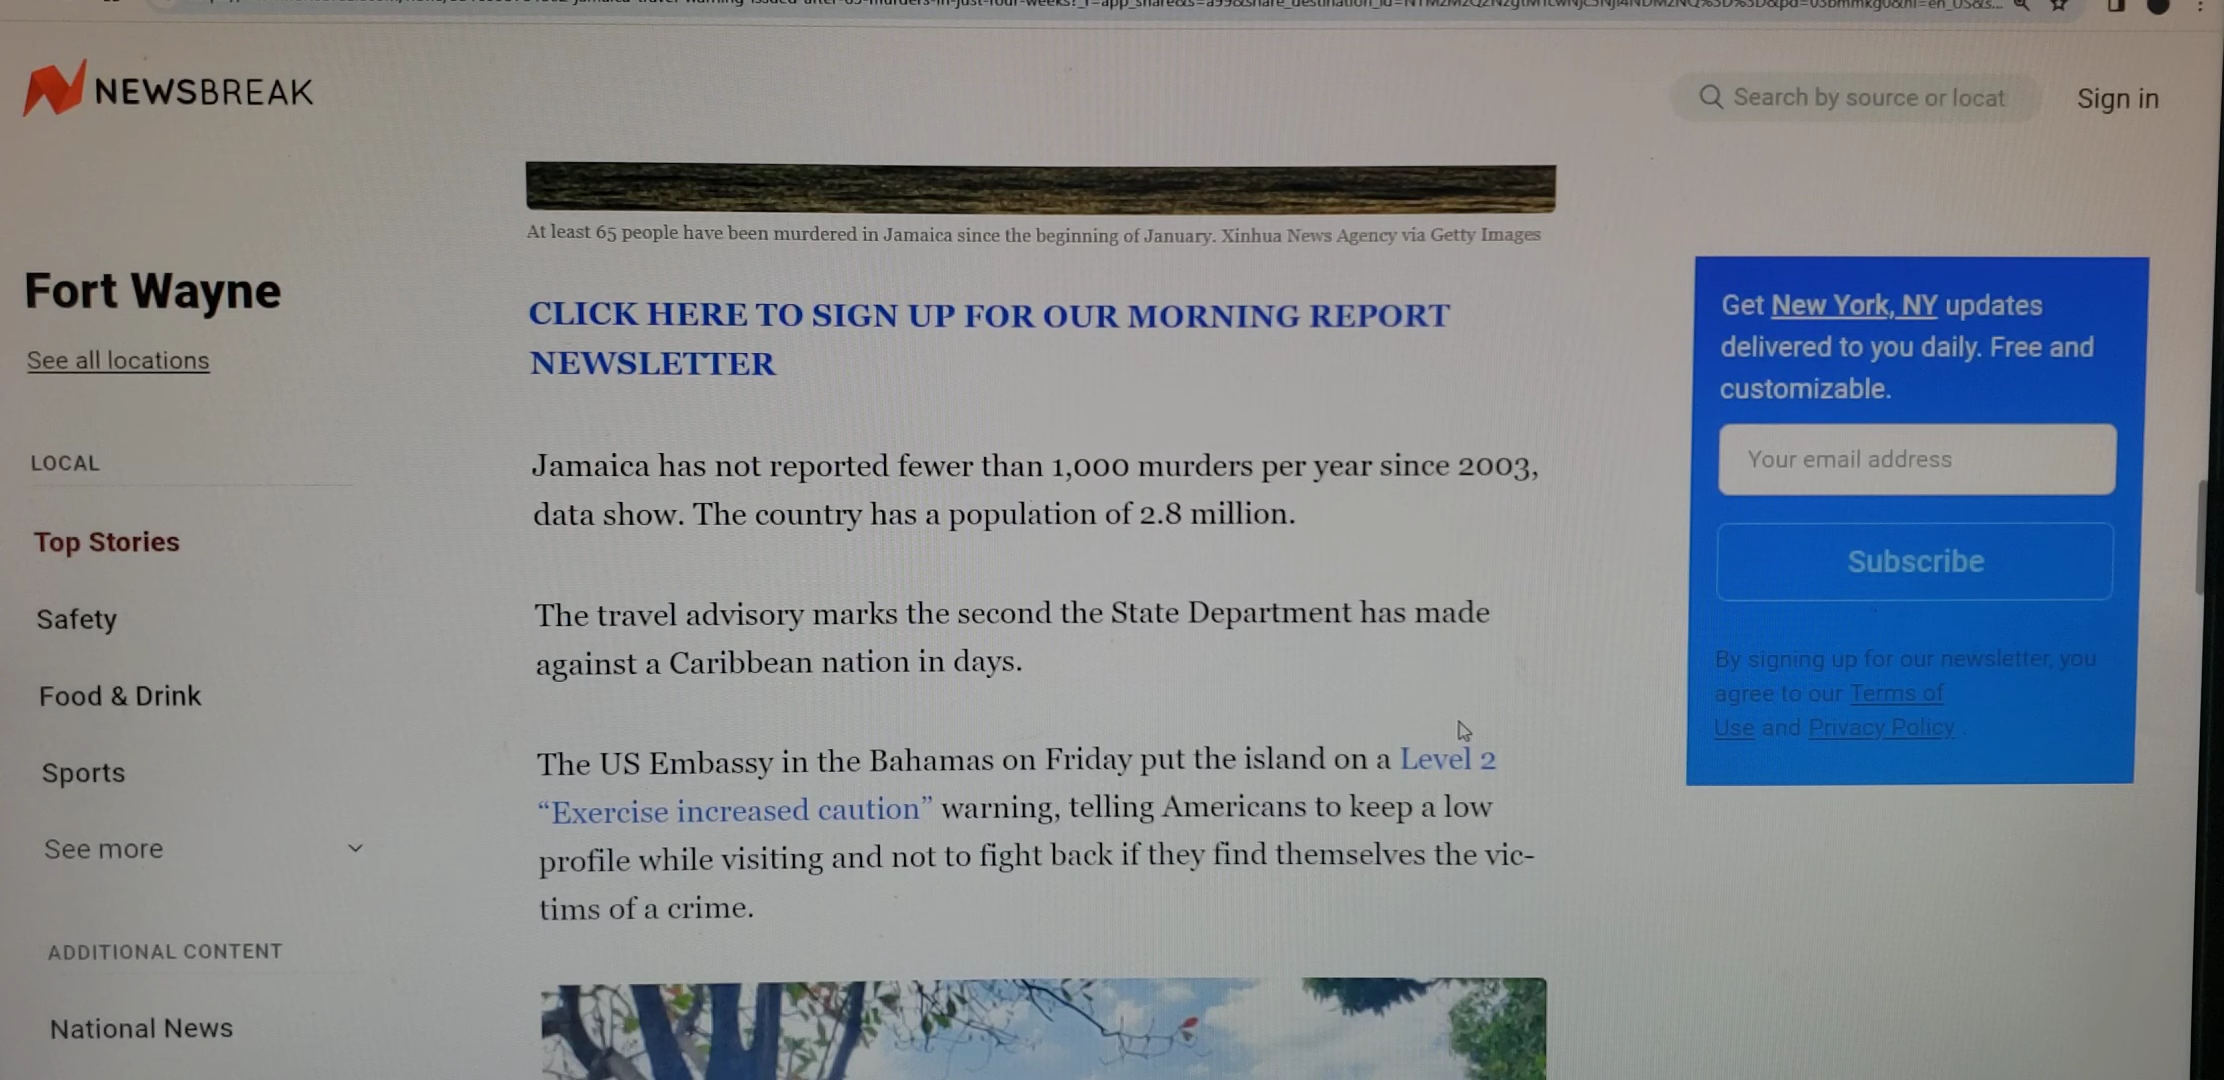 NEWSBREAK
Search by source or locat
Sign in
At least 65 people have been murdered in Jamaica since the beginning of January. Xinhua News Agency via Getty Images
Fort Wayne
See all locations
LOCAL
Top Stories
Safety
Food & Drink
Sports
See more
ADDITIONAL CONTENT
National News
CLICK HERE TO SIGN UP FOR OUR MORNING REPORT
NEWSLETTER
Jamaica has not reported fewer than 1,000 murders per year since 2003,
data show. The country has a population of 2.8 million.
The travel advisory marks the second the State Department has made
against a Caribbean nation in days.
The US Embassy in the Bahamas on Friday put the island on a Level 2
“Exercise increased caution” warning, telling Americans to keep a low
profile while visiting and not to fight back if they find themselves the vic-
tims of a crime.
Get New York, NY updates
delivered to you daily. Free and
customizable.
Your email address
Subscribe
By signing up for our newsletter, you
agree to our Terms of
Use and Privacy Policy .